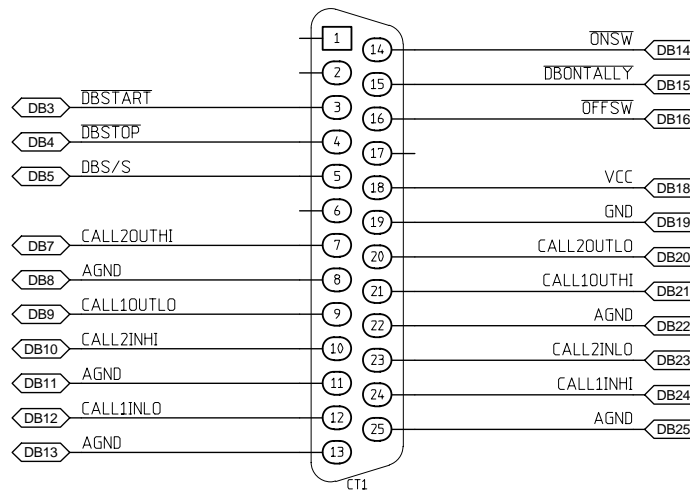 1
14 ONSW DB14
2
15 DBONTALLY DB15
DB3 DBSTART 3
16 OFFSW DB16
DB4 DBSTOP 4
17
DB5 DBS/S 5
18 VCC DB18
6
19 GND DB19
DB7 CALL2OUTHI 7
20 CALL2OUTLO DB20
DB8 AGND 8
21 CALL1OUTHI DB21
DB9 CALL1OUTLO 9
22 AGND DB22
DB10 CALL2INHI 10
23 CALL2INLO DB23
DB11 AGND 11
24 CALL1INHI DB24
DB12 CALL1INLO 12
25 AGND DB25
DB13 AGND 13
CT1